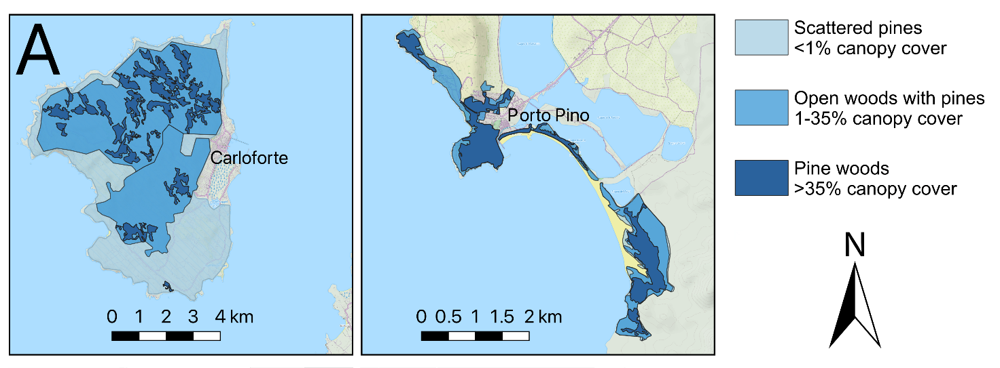 A
Carloforte
0 1 2 3 4 km
Porto Pino
0 0.5 1 1.5 2 km
Scattered pines
<1% canopy cover
Open woods with pines
1-35% canopy cover
Pine woods
>35% canopy cover
N